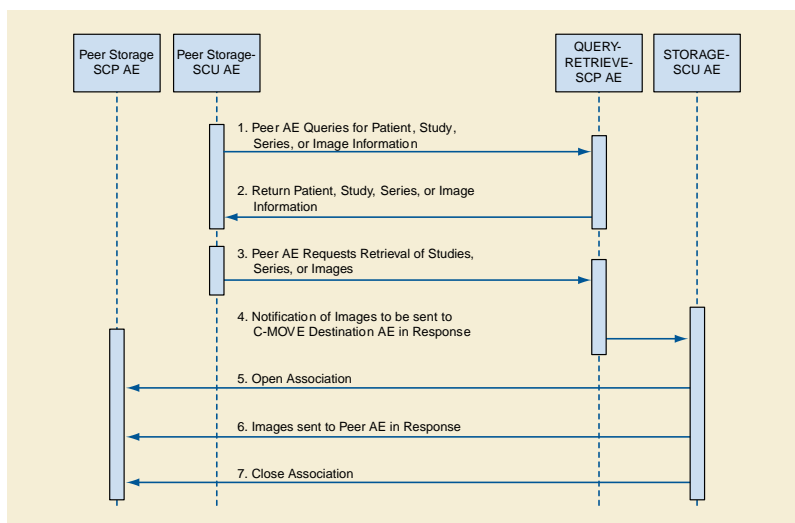 Peer Storage
SCP AE
Peer Storage-
SCU AE
QUERY-
RETRIEVE-
SCP AE
STORAGE-
SCU AE
1. Peer AE Queries for Patient, Study,
Series, or Image Information
2. Return Patient, Study, Series, or Image
Information
3. Peer AE Requests Retrieval of Studies,
Series, or Images
4. Notification of Images to be sent to
C-MOVE Destination AE in Response
5. Open Association
6. Images sent to Peer AE in Response
7. Close Association